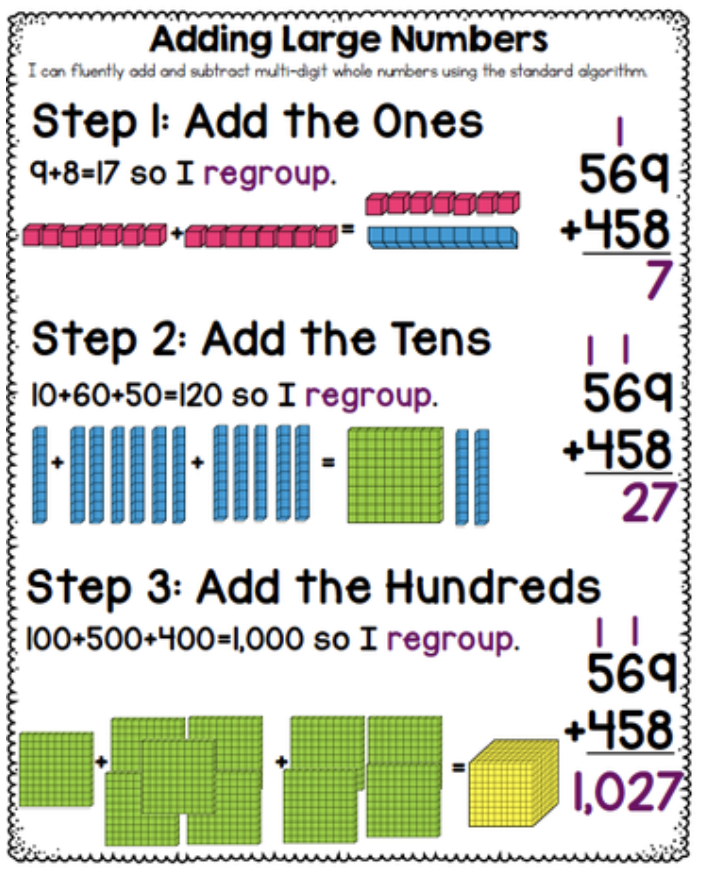 Adding Large Numbers
I can fluently add and subtract multi-digit whole numbers using the standard algorithm.
Step 1: Add the Ones
9+8=17 so I regroup.
+ =
1
569
+458
7
Step 2: Add the Tens
10+60+50=120 so I regroup.
+ + =
1 1
569
+458
27
Step 3: Add the Hundreds
100+500+400=1,000 so I regroup.
+ + =
1 1
569
+458
1,027